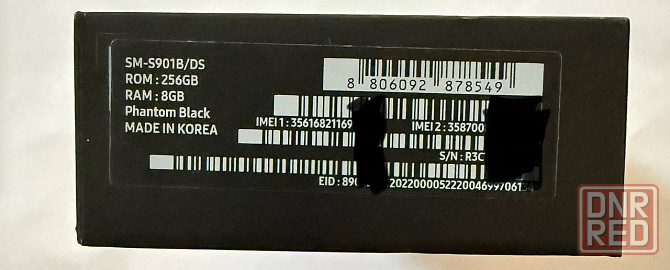 SM-S901B/DS
ROM : 256GB
RAM : 8GB
Phantom Black
MADE IN KOREA
8 806092 878549
IMEI 1 : 35616821169
IMEI 2 : 358700
S/N : R3C
EID : 890
DNR
RED